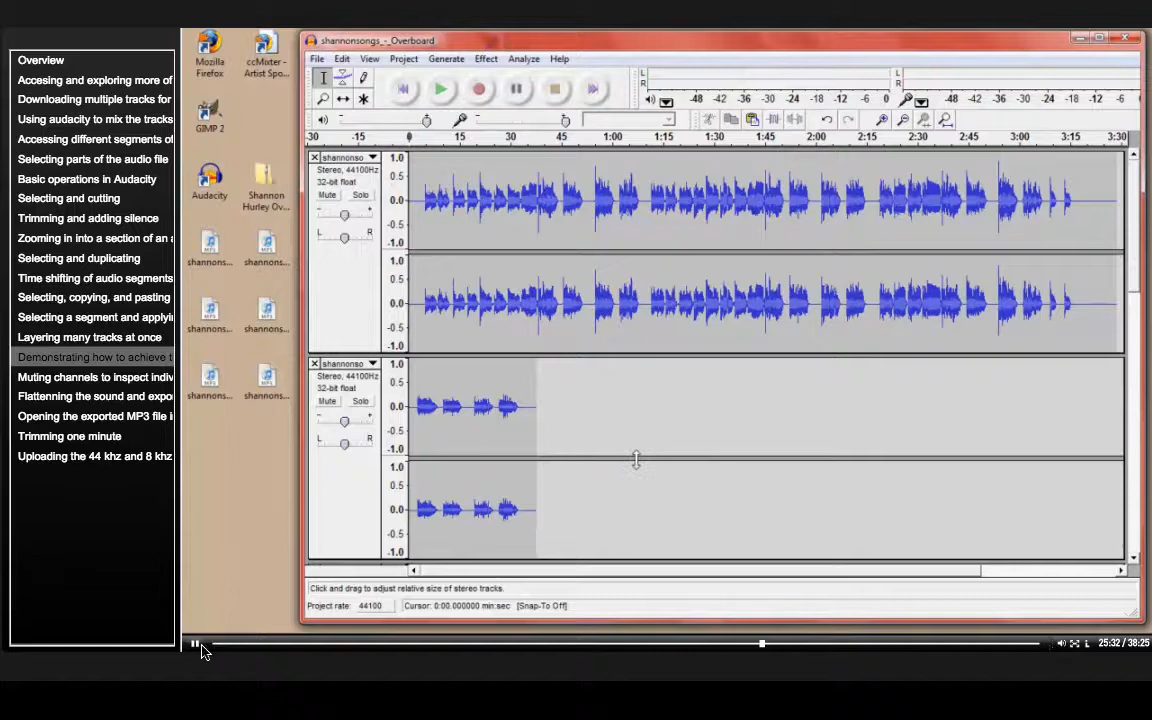 Overview
Accesing and exploring more of
Downloading multiple tracks for
Using audacity to mix the tracks
Accessing different segments of
Selecting parts of the audio file
Basic operations in Audacity
Selecting and cutting
Trimming and adding silence
Zooming in into a section of an a
Selecting and duplicating
Time shifting of audio segments
Selecting, copying, and pasting
Selecting a segment and applyin
Layering many tracks at once
Demonstrating how to achieve t
Muting channels to inspect indiv
Flattenning the sound and expo
Opening the exported MP3 file i
Trimming one minute
Uploading the 44 khz and 8 khz
Mozilla
Firefox
ccMixter -
Artist Spo...
GIMP 2
Audacity
Shannon
Hurley Ov...
shannons... shannons...
shannons... shannons...
shannons... shannons...
shannonsongs_-_Overboard
File Edit View Project Generate Effect Analyze Help
L
R
-48 -42 -36 -30 -24 -18 -12 -6 0
L
R
-48 -42 -36 -30 -24 -18 -12 -6
-30 -15 0 15 30 45 1:00 1:15 1:30 1:45 2:00 2:15 2:30 2:45 3:00 3:15 3:30
shannonso
Stereo, 44100Hz
32-bit float
Mute Solo
- +
L R
1.0
0.5
0.0
-0.5
-1.0
1.0
0.5
0.0
-0.5
-1.0
shannonso
Stereo, 44100Hz
32-bit float
Mute Solo
- +
L R
1.0
0.5
0.0
-0.5
-1.0
1.0
0.5
0.0
-0.5
-1.0
Click and drag to adjust relative size of stereo tracks.
Project rate: 44100 Cursor: 0:00.000000 min:sec [Snap-To Off]
25:32 / 38:25